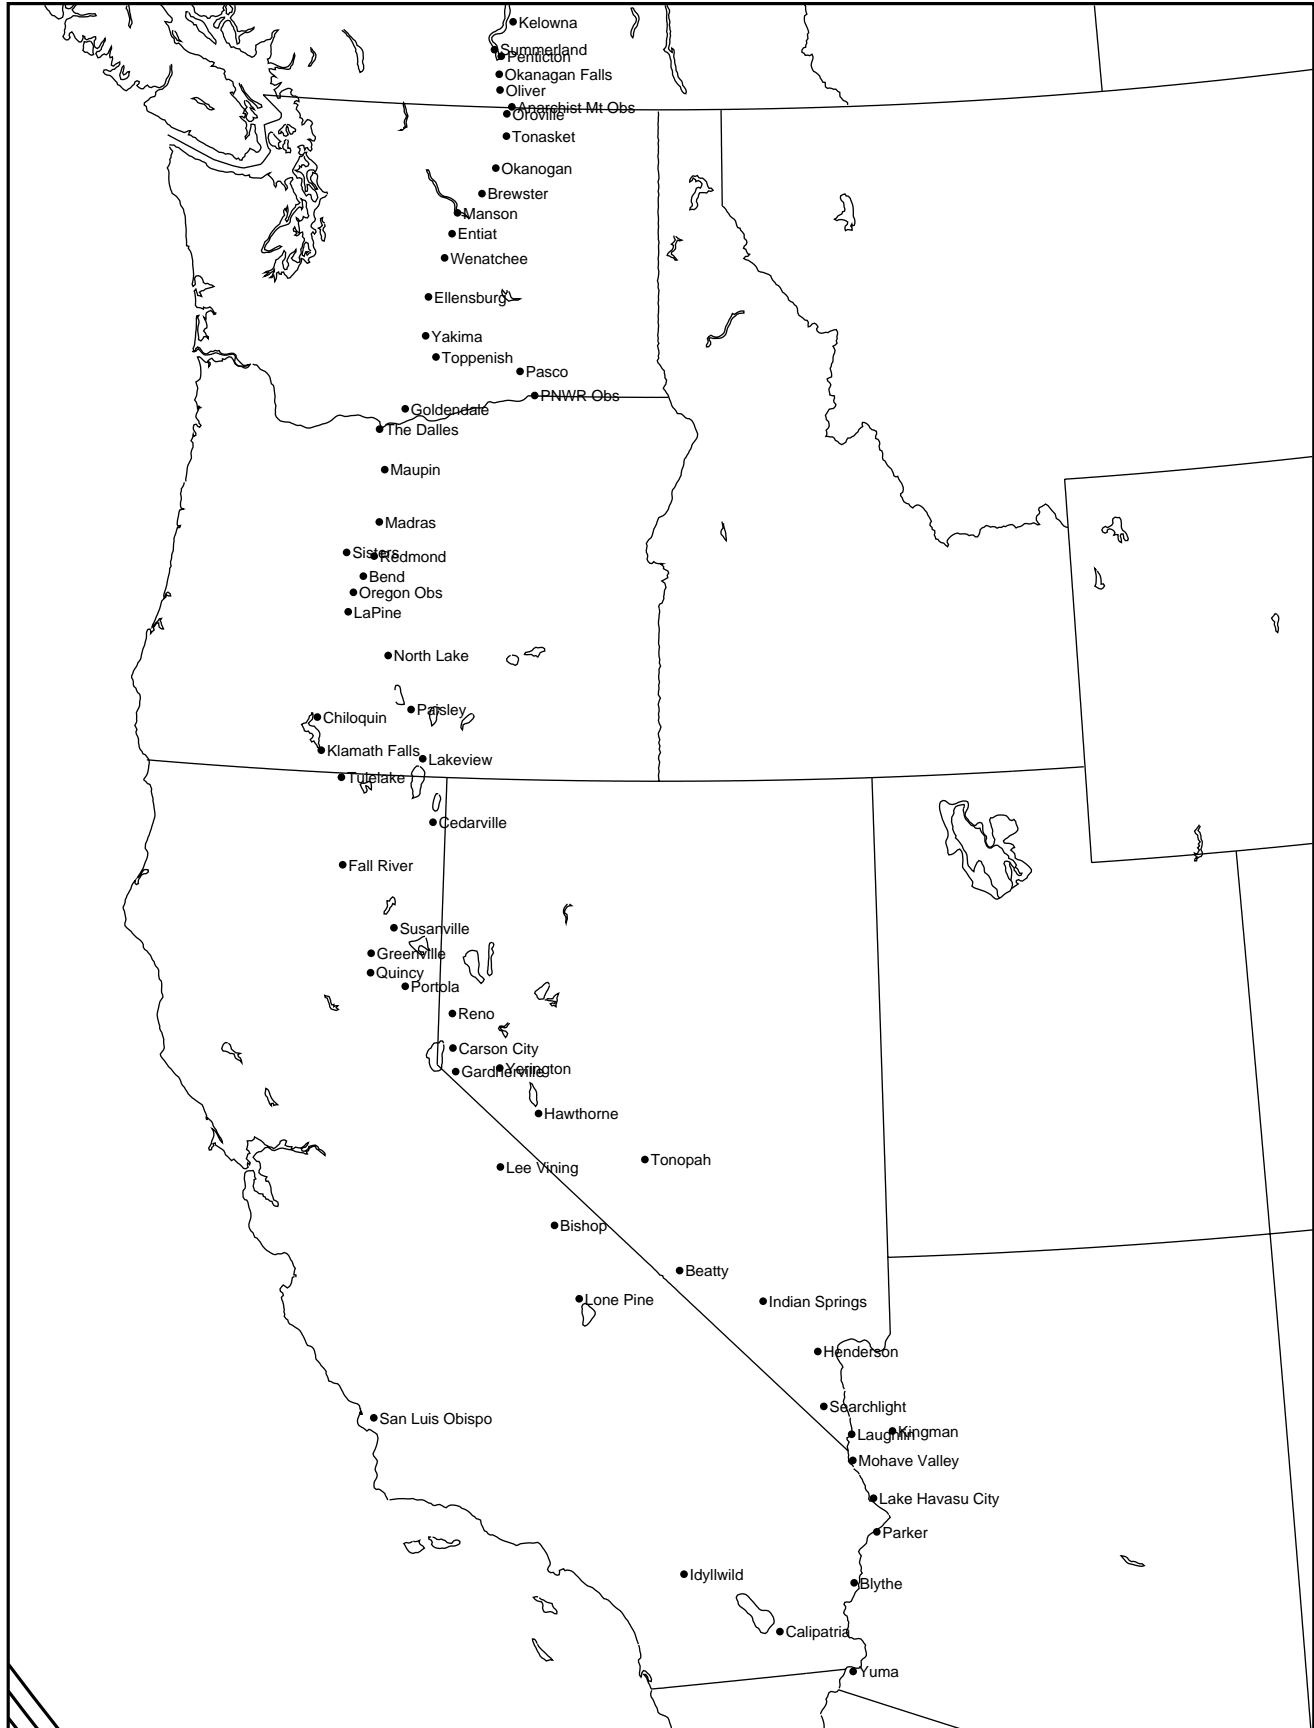 Kelowna
Summerland
Penticton
Okanagan Falls
Oliver
Anarchist Mt Obs
Oroville
Tonasket
Okanogan
Brewster
Manson
Entiat
Wenatchee
Ellensburg
Yakima
Toppenish
Pasco
PNWR Obs
Goldendale
The Dalles
Maupin
Madras
Sisters
Redmond
Bend
Oregon Obs
LaPine
North Lake
Paisley
Chiloquin
Klamath Falls
Lakeview
Tulelake
Cedarville
Fall River
Susanville
Greenville
Quincy
Portola
Reno
Carson City
Yerington
Gardnerville
Hawthorne
Tonopah
Lee Vining
Bishop
Beatty
Lone Pine
Indian Springs
Henderson
Searchlight
San Luis Obispo
Kingman
Laughlin
Mohave Valley
Lake Havasu City
Parker
Idyllwild
Blythe
Calipatria
Yuma